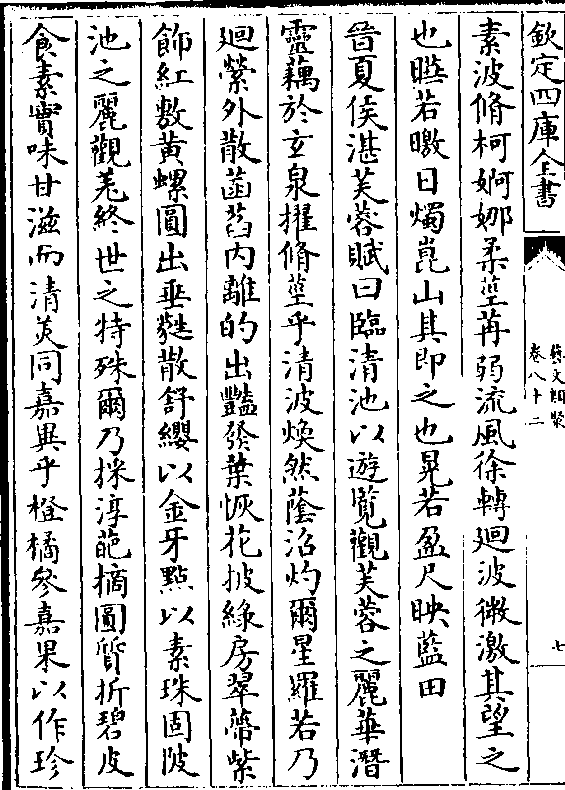 欽定四庫全書
藝文類聚
卷八十二
七
素波脩柯婀娜柔莖苒弱流風徐轉廻波微激其望之
也曄若曒日燭崑山其即之也晃若盈尺映藍田
晉夏侯湛芙蓉賦曰臨清池以遊覽觀芙蓉之麗華潛
靈藕於玄泉擢脩莖乎清波煥然蔭沼灼爾星羅若乃
廻縈外散菡萏内離的出豔發葉恢花披綠房翠蔕紫
飾紅敷黄螺圓出垂蕤散舒纓以金牙點以素珠固陂
池之麗觀羌終世之特殊爾乃採淳葩摘圓質析碧皮
食素實味甘滋而清美同嘉異乎橙橘參嘉果以作珍